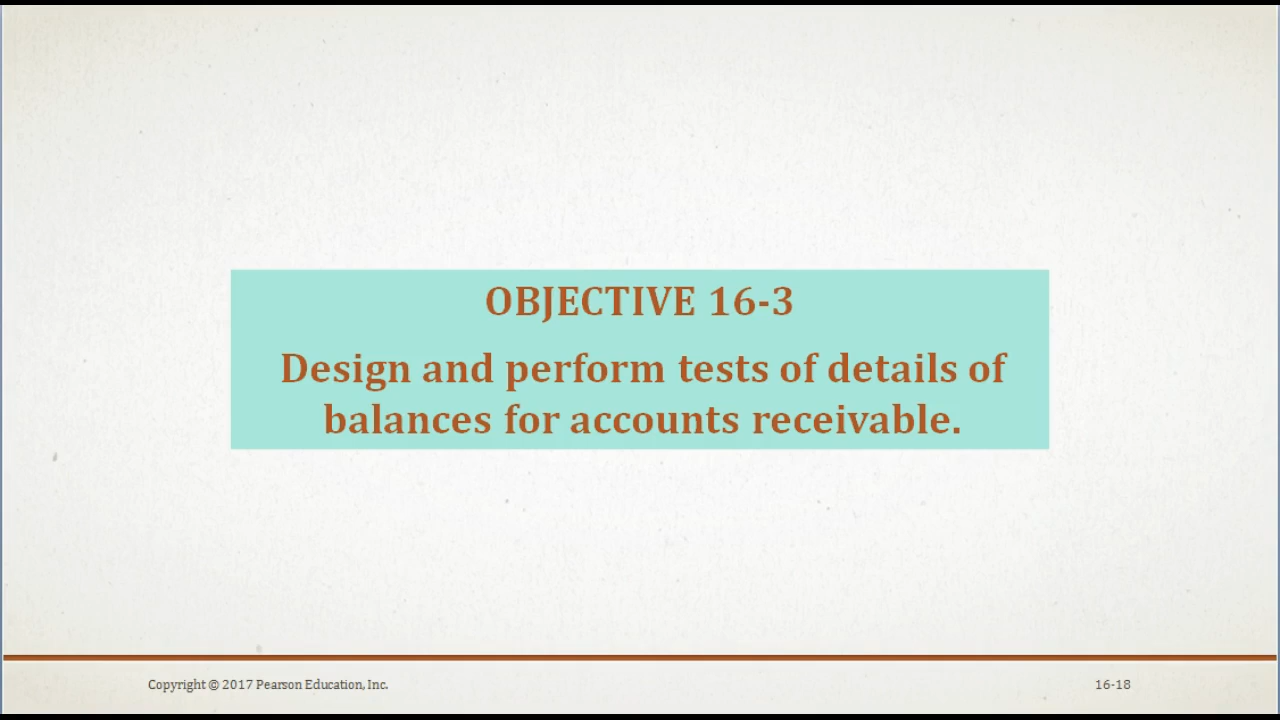 OBJECTIVE 16-3
Design and perform tests of details of
balances for accounts receivable.
Copyright © 2017 Pearson Education, Inc.
16-18